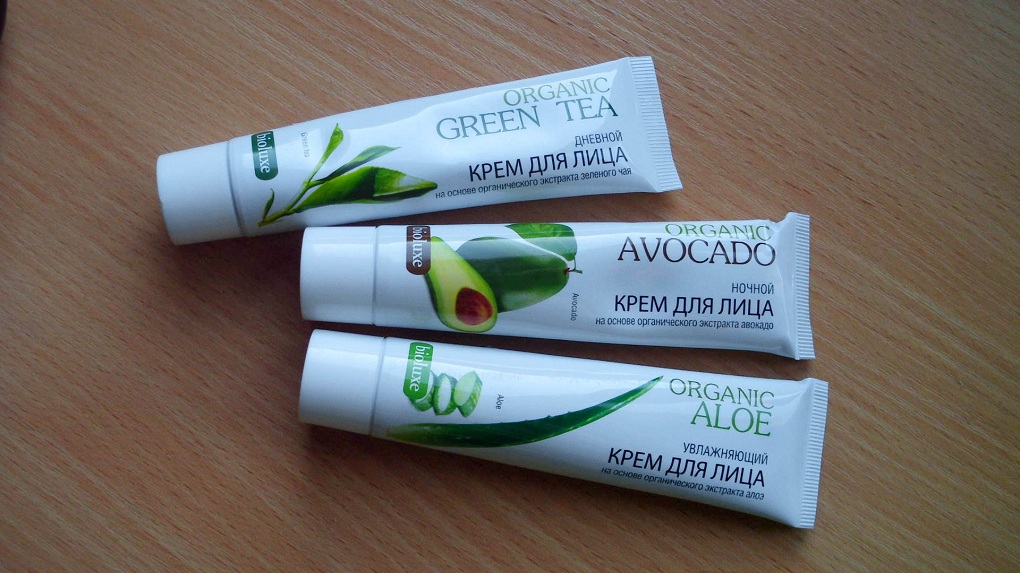 ORGANIC
GREEN TEA
ДНЕВНОЙ
КРЕМ ДЛЯ ЛИЦА
на основе органического экстракта зеленого чая
bioluxe
Green tea
ORGANIC
AVOCADO
НОЧНОЙ
КРЕМ ДЛЯ ЛИЦА
на основе органического экстракта авокадо
bioluxe
Avocado
ORGANIC
ALOE
УВЛАЖНЯЮЩИЙ
КРЕМ ДЛЯ ЛИЦА
на основе органического экстракта алоэ
bioluxe
Aloe